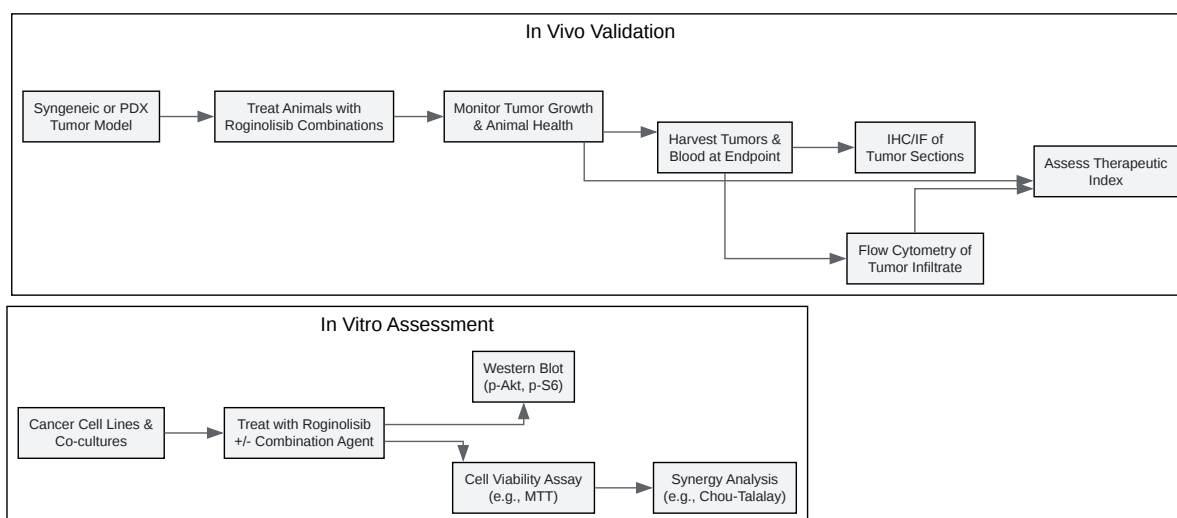 In Vivo Validation
Syngeneic or PDX
Tumor Model
Treat Animals with
Roginolisib Combinations
Monitor Tumor Growth
& Animal Health
Harvest Tumors &
Blood at Endpoint
IHC/IF of
Tumor Sections
Assess Therapeutic
Index
Flow Cytometry of
Tumor Infiltrate
In Vitro Assessment
Cancer Cell Lines &
Co-cultures
Treat with Roginolisib
+/- Combination Agent
Western Blot
(p-Akt, p-S6)
Cell Viability Assay
(e.g., MTT)
Synergy Analysis
(e.g., Chou-Talalay)